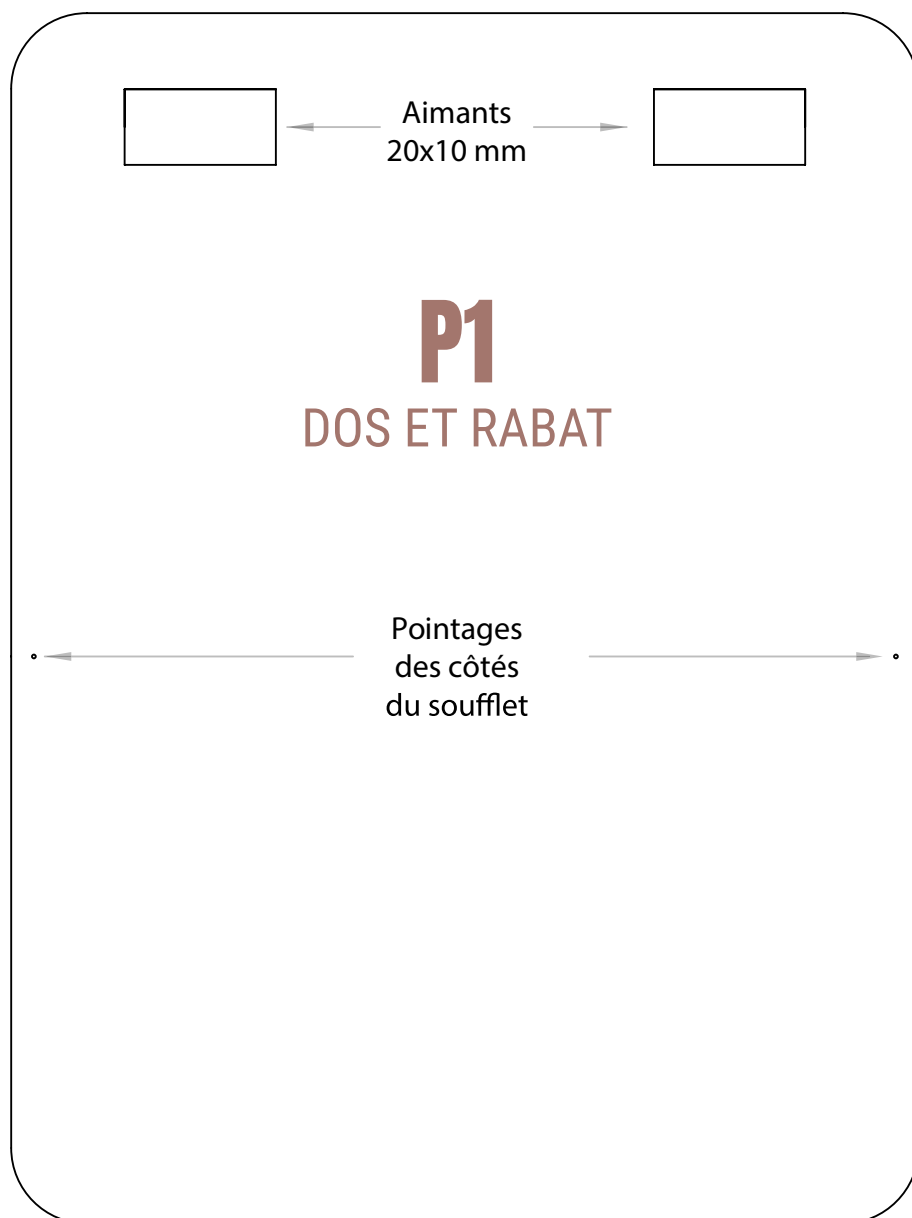 Aimants
20x10 mm
P1
DOS ET RABAT
Pointages
des côtés
du soufflet